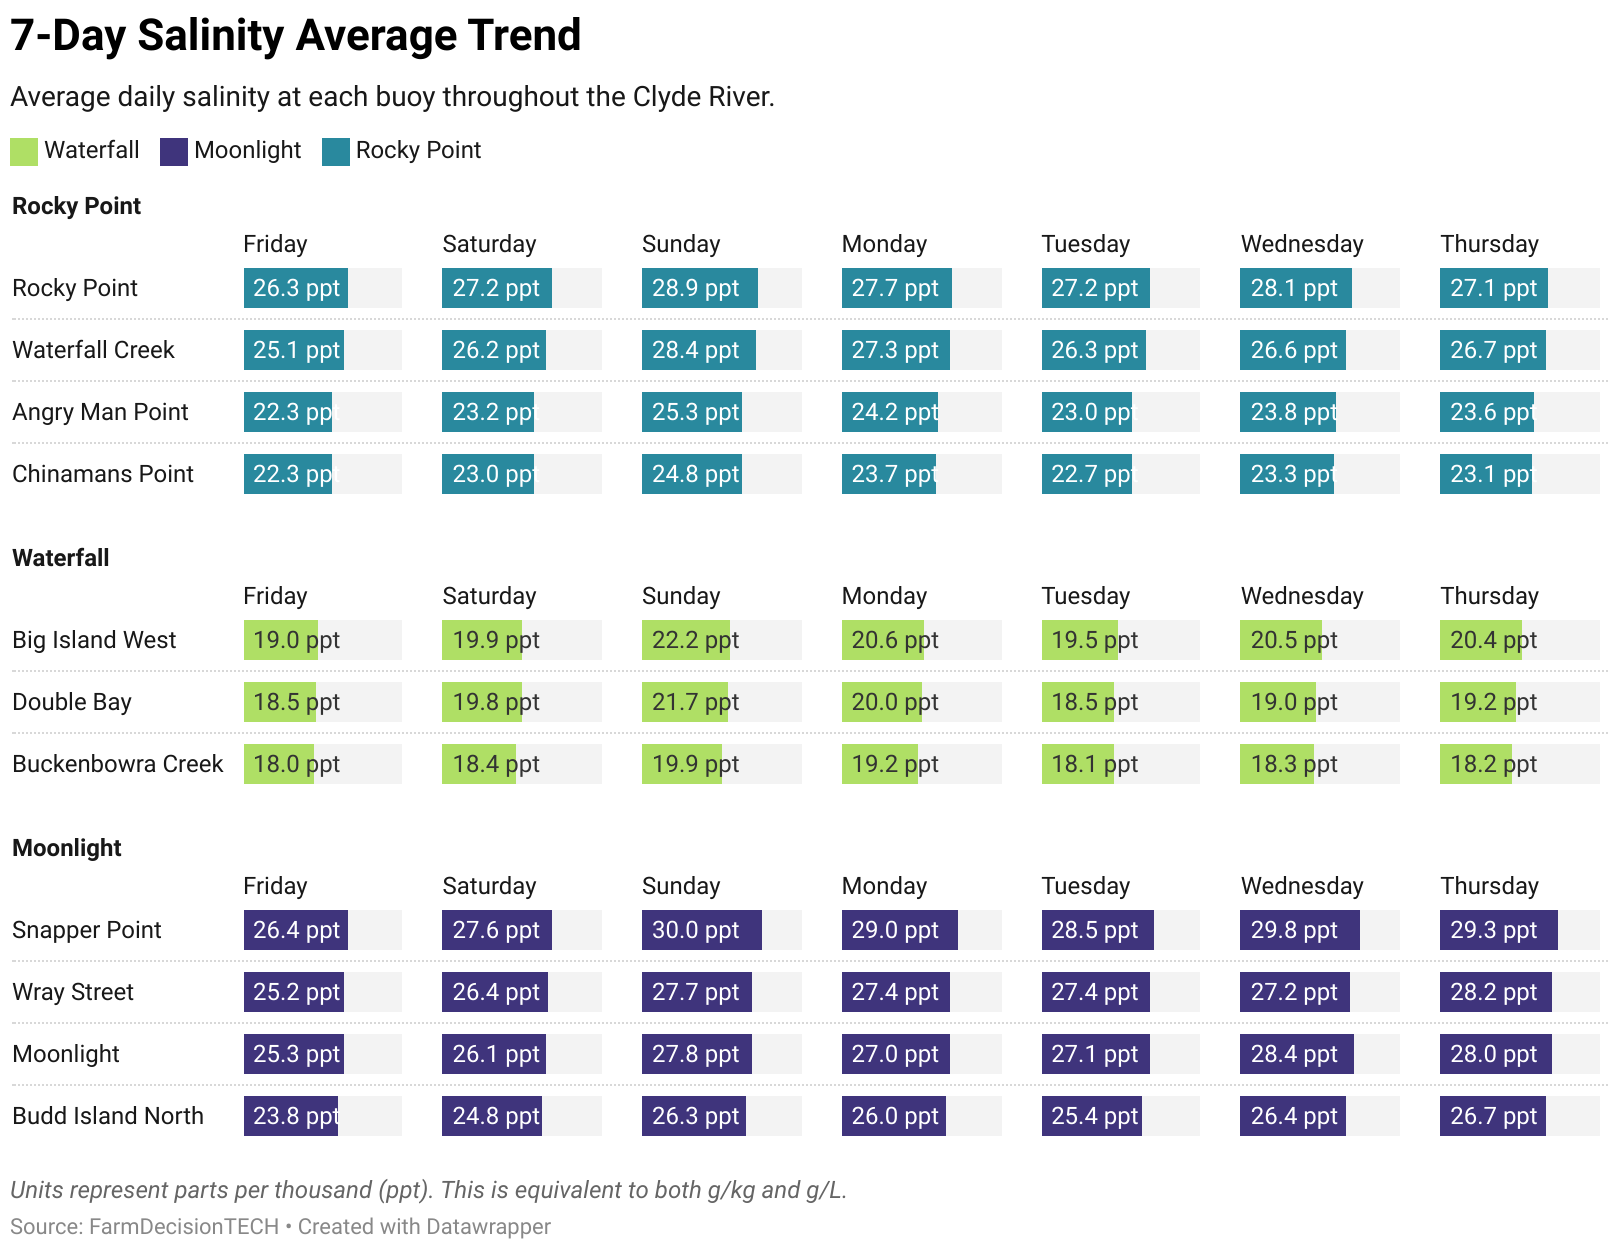 7-Day Salinity Average Trend
Average daily salinity at each buoy throughout the Clyde River.
Waterfall Moonlight Rocky Point
Rocky Point
Friday Saturday Sunday Monday Tuesday Wednesday Thursday
Rocky Point 26.3 ppt 27.2 ppt 28.9 ppt 27.7 ppt 27.2 ppt 28.1 ppt 27.1 ppt
Waterfall Creek 25.1 ppt 26.2 ppt 28.4 ppt 27.3 ppt 26.3 ppt 26.6 ppt 26.7 ppt
Angry Man Point 22.3 ppt 23.2 ppt 25.3 ppt 24.2 ppt 23.0 ppt 23.8 ppt 23.6 ppt
Chinamans Point 22.3 ppt 23.0 ppt 24.8 ppt 23.7 ppt 22.7 ppt 23.3 ppt 23.1 ppt
Waterfall
Friday Saturday Sunday Monday Tuesday Wednesday Thursday
Big Island West 19.0 ppt 19.9 ppt 22.2 ppt 20.6 ppt 19.5 ppt 20.5 ppt 20.4 ppt
Double Bay 18.5 ppt 19.8 ppt 21.7 ppt 20.0 ppt 18.5 ppt 19.0 ppt 19.2 ppt
Buckenbowra Creek 18.0 ppt 18.4 ppt 19.9 ppt 19.2 ppt 18.1 ppt 18.3 ppt 18.2 ppt
Moonlight
Friday Saturday Sunday Monday Tuesday Wednesday Thursday
Snapper Point 26.4 ppt 27.6 ppt 30.0 ppt 29.0 ppt 28.5 ppt 29.8 ppt 29.3 ppt
Wray Street 25.2 ppt 26.4 ppt 27.7 ppt 27.4 ppt 27.4 ppt 27.2 ppt 28.2 ppt
Moonlight 25.3 ppt 26.1 ppt 27.8 ppt 27.0 ppt 27.1 ppt 28.4 ppt 28.0 ppt
Budd Island North 23.8 ppt 24.8 ppt 26.3 ppt 26.0 ppt 25.4 ppt 26.4 ppt 26.7 ppt
Units represent parts per thousand (ppt). This is equivalent to both g/kg and g/L.
Source: FarmDecisionTECH • Created with Datawrapper